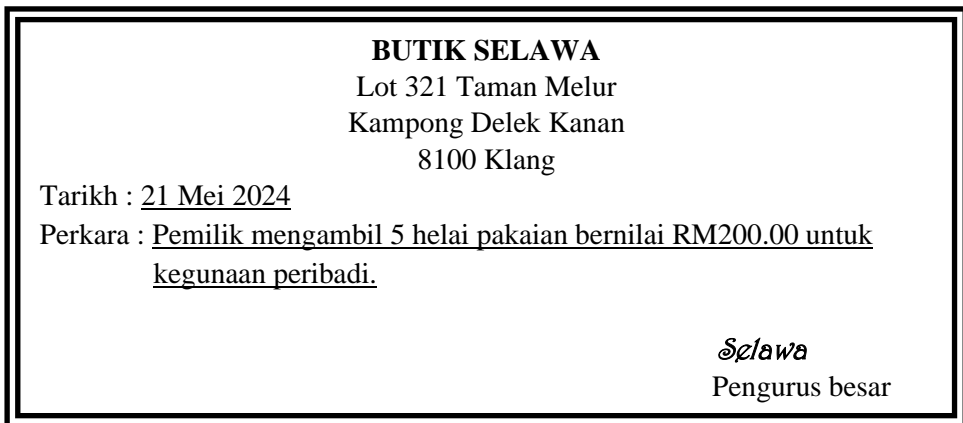 BUTIK SELAWA
Lot 321 Taman Melur
Kampong Delek Kanan
8100 Klang
Tarikh : 21 Mei 2024
Perkara : Pemilik mengambil 5 helai pakaian bernilai RM200.00 untuk
kegunaan peribadi.
Selawa
Pengurus besar